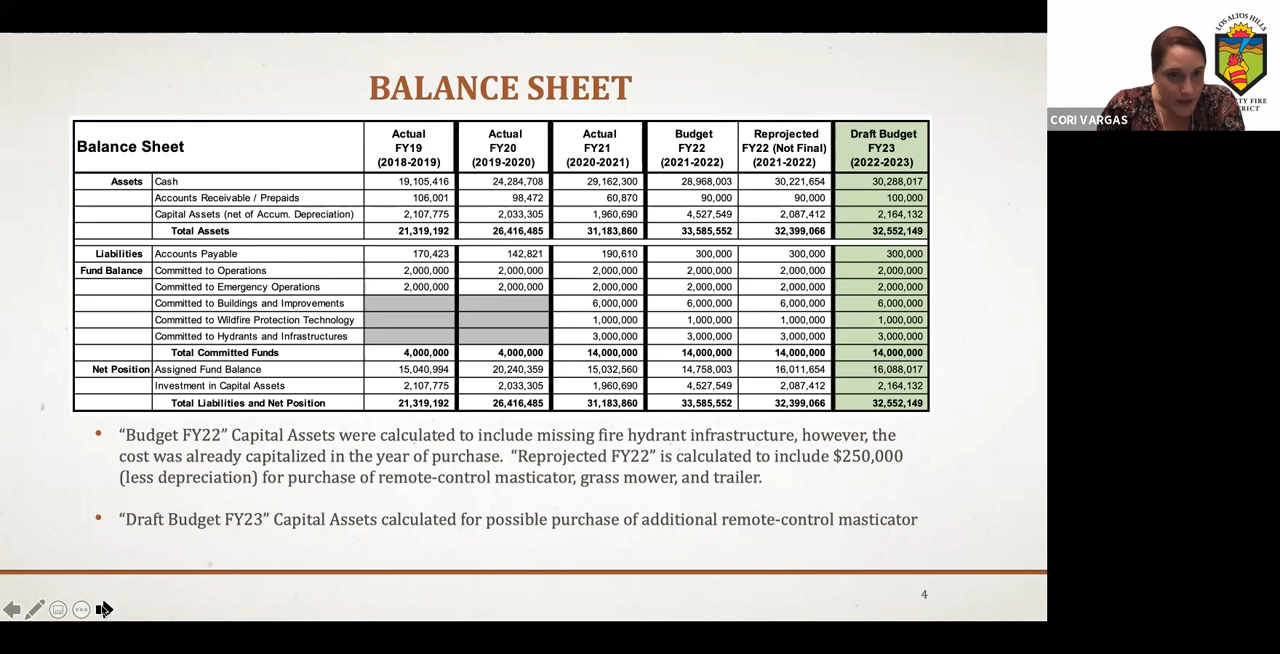 BALANCE SHEET
Balance Sheet
Actual FY19 (2018-2019)
Actual FY20 (2019-2020)
Actual FY21 (2020-2021)
Budget FY22 (2021-2022)
Reprojected FY22 (Not Final) (2021-2022)
Draft Budget FY23 (2022-2023)
Assets Cash 19,105,416 24,284,708 29,162,300 28,968,003 30,221,654 30,288,017
Accounts Receivable / Prepaids 106,001 98,472 60,870 90,000 90,000 100,000
Capital Assets (net of Accum. Depreciation) 2,107,775 2,033,305 1,960,690 4,527,549 2,087,412 2,164,132
Total Assets 21,319,192 26,416,485 31,183,860 33,585,552 32,399,066 32,552,149
Liabilities Accounts Payable 170,423 142,821 190,610 300,000 300,000 300,000
Fund Balance Committed to Operations 2,000,000 2,000,000 2,000,000 2,000,000 2,000,000 2,000,000
Committed to Emergency Operations 2,000,000 2,000,000 2,000,000 2,000,000 2,000,000 2,000,000
Committed to Buildings and Improvements 6,000,000 6,000,000 6,000,000 6,000,000
Committed to Wildfire Protection Technology 1,000,000 1,000,000 1,000,000 1,000,000
Committed to Hydrants and Infrastructures 3,000,000 3,000,000 3,000,000 3,000,000
Total Committed Funds 4,000,000 4,000,000 14,000,000 14,000,000 14,000,000 14,000,000
Net Position Assigned Fund Balance 15,040,994 20,240,359 15,032,560 14,758,003 16,011,654 16,088,017
Investment in Capital Assets 2,107,775 2,033,305 1,960,690 4,527,549 2,087,412 2,164,132
Total Liabilities and Net Position 21,319,192 26,416,485 31,183,860 33,585,552 32,399,066 32,552,149
• “Budget FY22” Capital Assets were calculated to include missing fire hydrant infrastructure, however, the
cost was already capitalized in the year of purchase. “Reprojected FY22” is calculated to include $250,000
(less depreciation) for purchase of remote-control masticator, grass mower, and trailer.
• “Draft Budget FY23” Capital Assets calculated for possible purchase of additional remote-control masticator
4
LOS ALTOS HILLS
TY FIRE
TRICT
CORI VARGAS